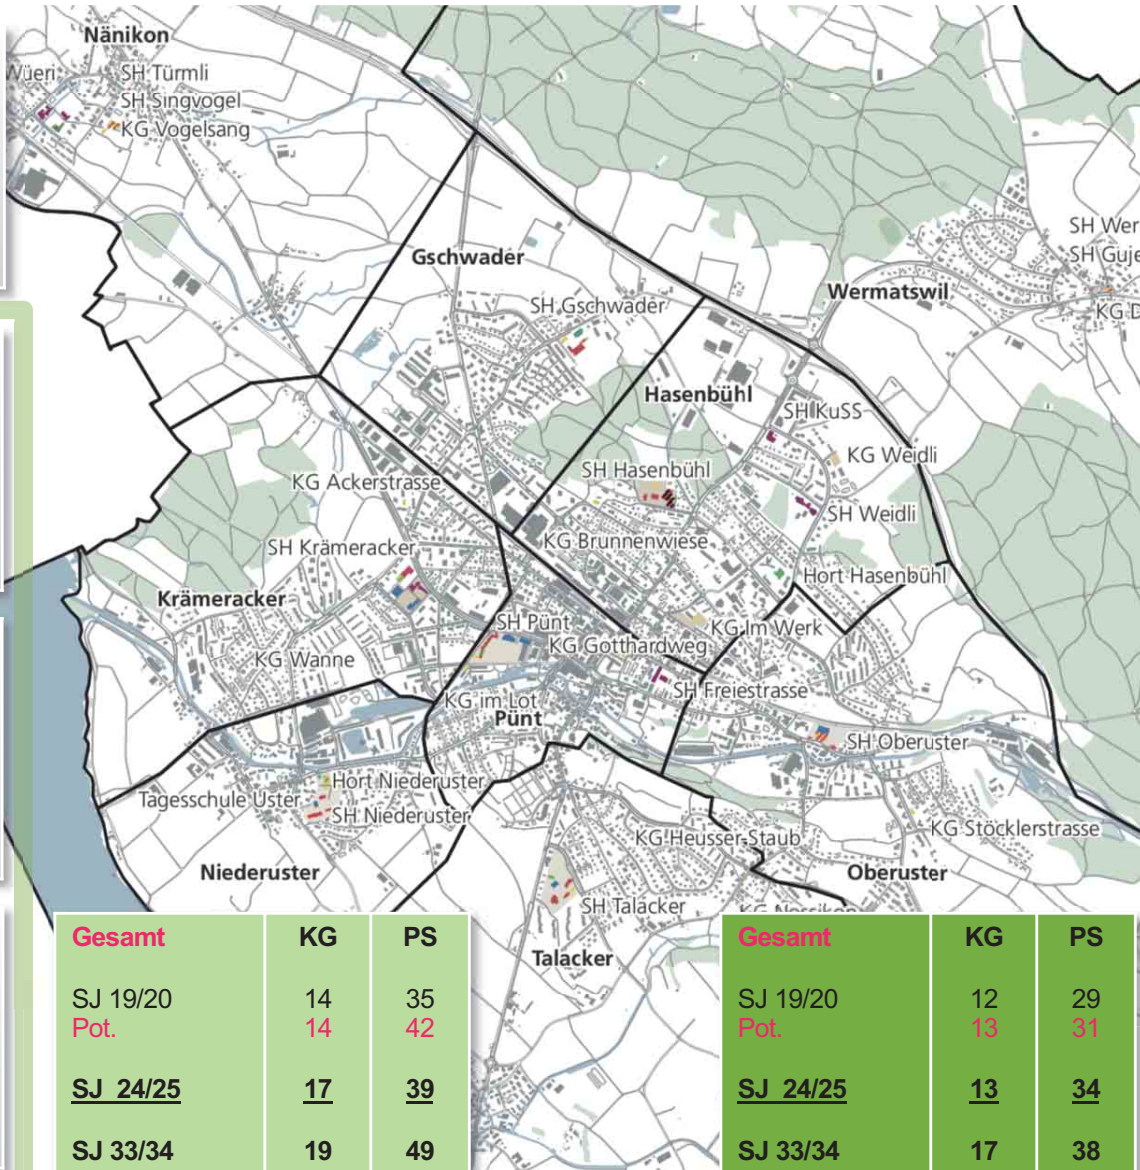 Nänikon
Wüeri
SH Türmli
SH Singvogel
KG Vogelsang
SH Wer
SH Guje
Gschwader
Wermatswil
SH Gschwader
KG D
Hasenbühl
SH KuSS
KG Weidli
SH Hasenbühl
KG Ackerstrasse
SH Weidli
KG Brunnenwiese
SH Krämeracker
Hort Hasenbühl
Krämeracker
SH Pünt
KG Im Werk
KG Gotthardweg
KG Wanne
SH Freiestrasse
KG im Lot
Pünt
SH Oberuster
Hort Niederuster
Tagesschule Uster
SH Niederuster
KG Heusser-Staub
KG Stöcklerstrasse
Niederuster
Oberuster
SH Talacker
KG Nossikon
Talacker
Gesamt KG PS
SJ 19/20 14 35
Pot. 14 42
SJ 24/25 17 39
SJ 33/34 19 49
Gesamt KG PS
SJ 19/20 12 29
Pot. 13 31
SJ 24/25 13 34
SJ 33/34 17 38